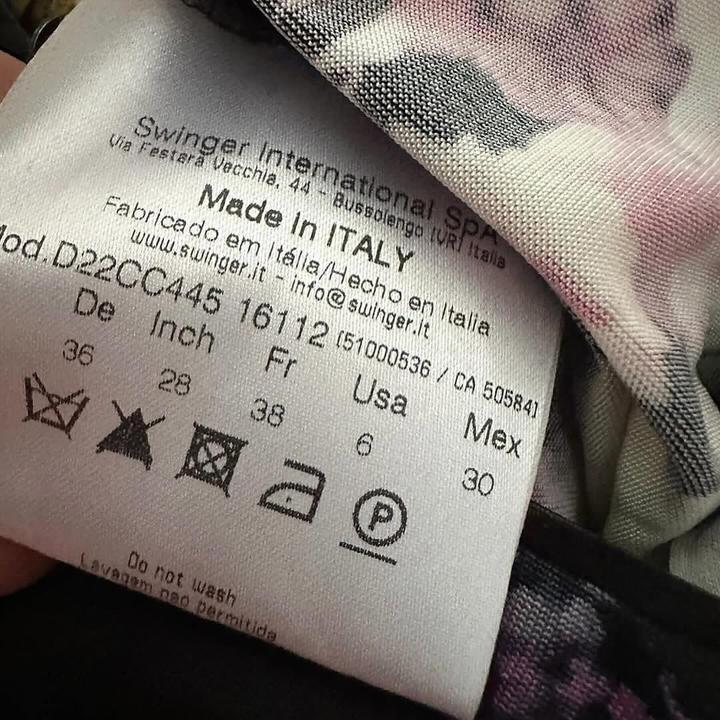 Swinger International SpA
Via Festara Vecchia, 44 - Bussolengo (VR) Italia
Made in ITALY
Fabricado em Itália/Hecho en Italia
www.swinger.it - info@swinger.it
Mod.D22CC445 16112 (51000536 / CA 50584)
De Inch Fr Usa Mex
36 28 38 6 30
P
Do not wash
Lavagem nao permitida